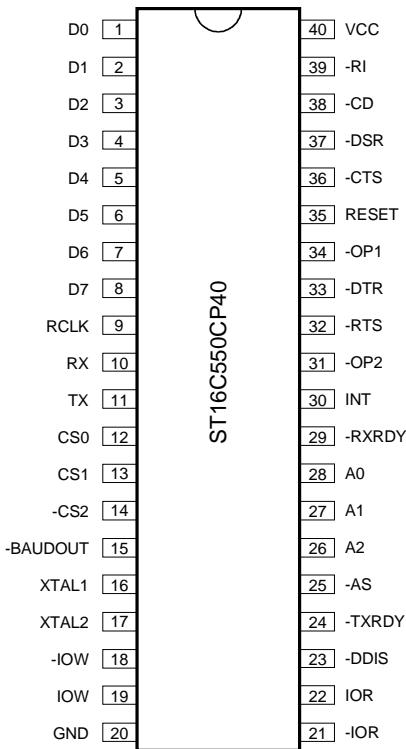 D0 1 40 VCC
D1 2 39 -RI
D2 3 38 -CD
D3 4 37 -DSR
D4 5 36 -CTS
D5 6 35 RESET
D6 7 34 -OP1
D7 8 33 -DTR
RCLK 9 32 -RTS
RX 10 31 -OP2
TX 11 30 INT
CS0 12 29 -RXRDY
CS1 13 28 A0
-CS2 14 27 A1
-BAUDOUT 15 26 A2
XTAL1 16 25 -AS
XTAL2 17 24 -TXRDY
-IOW 18 23 -DDIS
IOW 19 22 IOR
GND 20 21 -IOR
ST16C550CP40